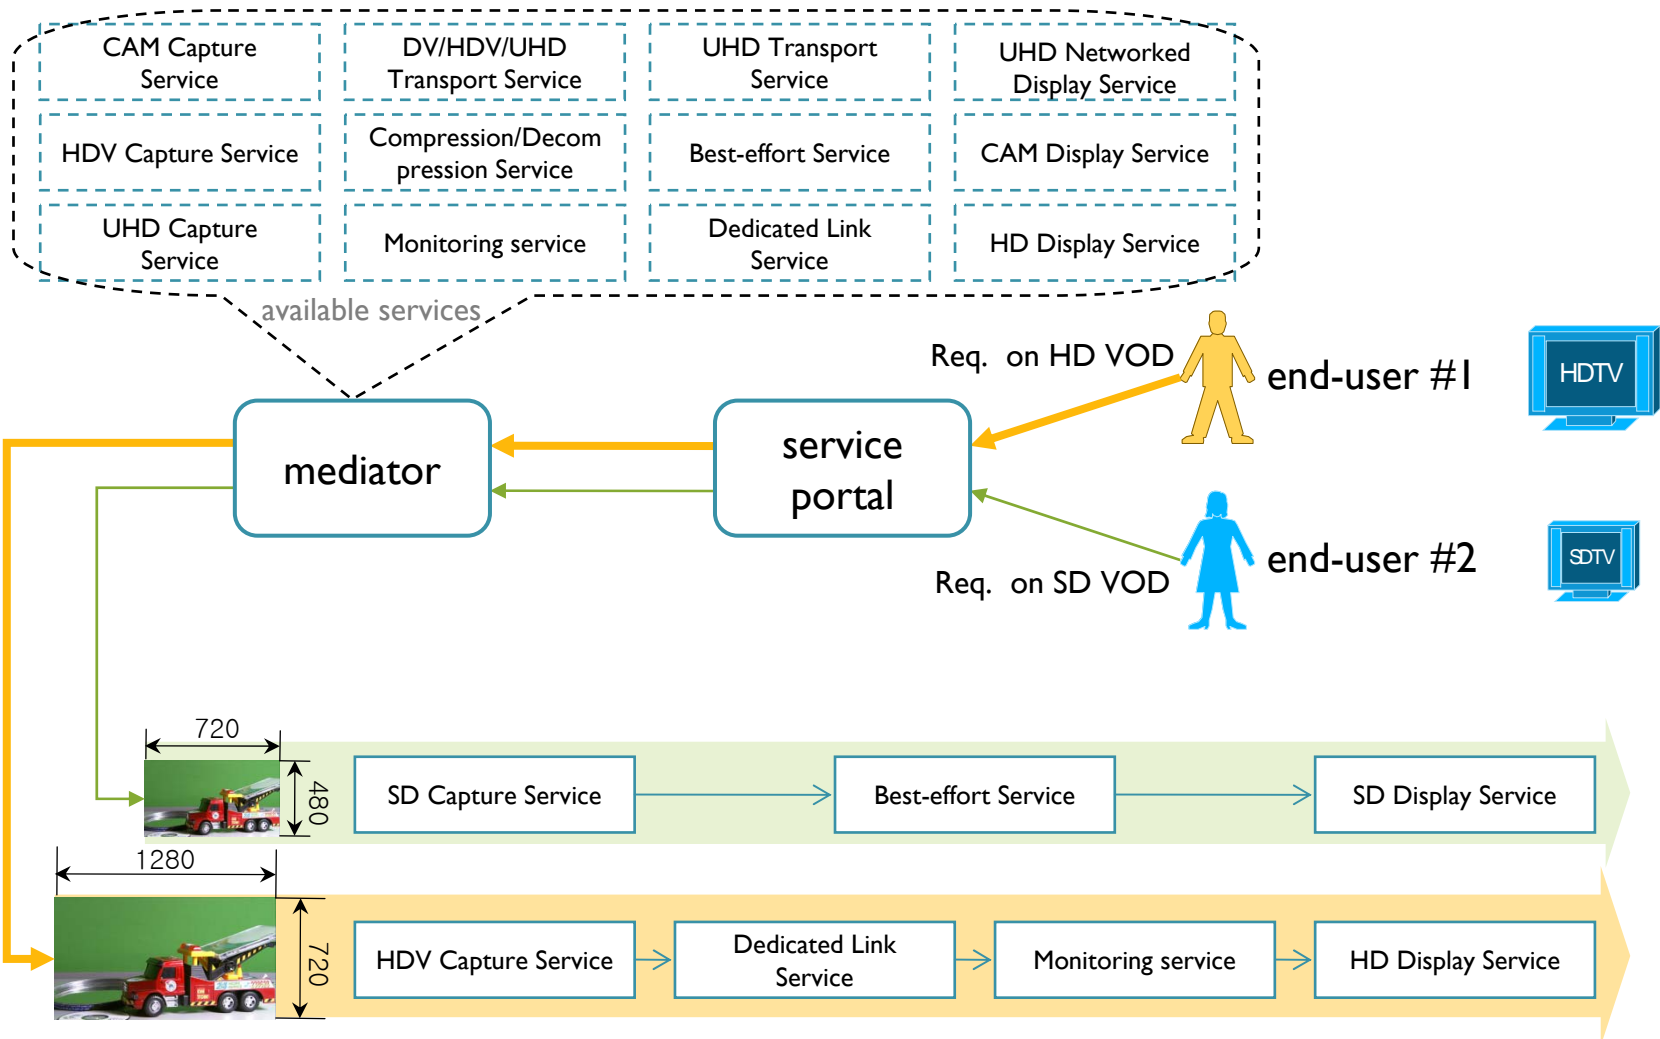 CAM Capture
Service
DV/HDV/UHD
Transport Service
UHD Transport
Service
UHD Networked
Display Service
HDV Capture Service
Compression/Decom
pression Service
Best-effort Service
CAM Display Service
UHD Capture
Service
Monitoring service
Dedicated Link
Service
HD Display Service
available services
Req. on HD VOD
end-user #1
HDTV
mediator
service
portal
Req. on SD VOD
end-user #2
SDTV
720
480
SD Capture Service
Best-effort Service
SD Display Service
1280
720
HDV Capture Service
Dedicated Link
Service
Monitoring service
HD Display Service